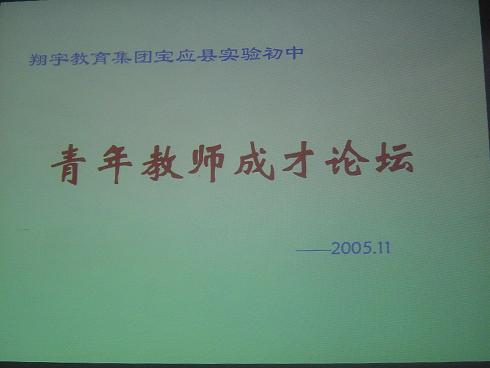 翔宇教育集团宝应县实验初中
青年教师成才论坛
——2005.11